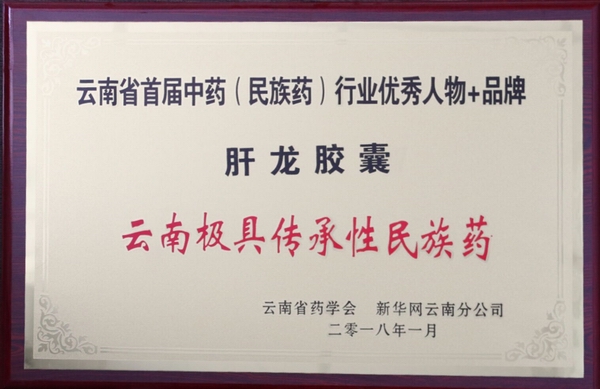 云南省首届中药（民族药）行业优秀人物+品牌
肝龙胶囊
云南极具传承性民族药
云南省药学会 新华网云南分公司
二零一八年一月